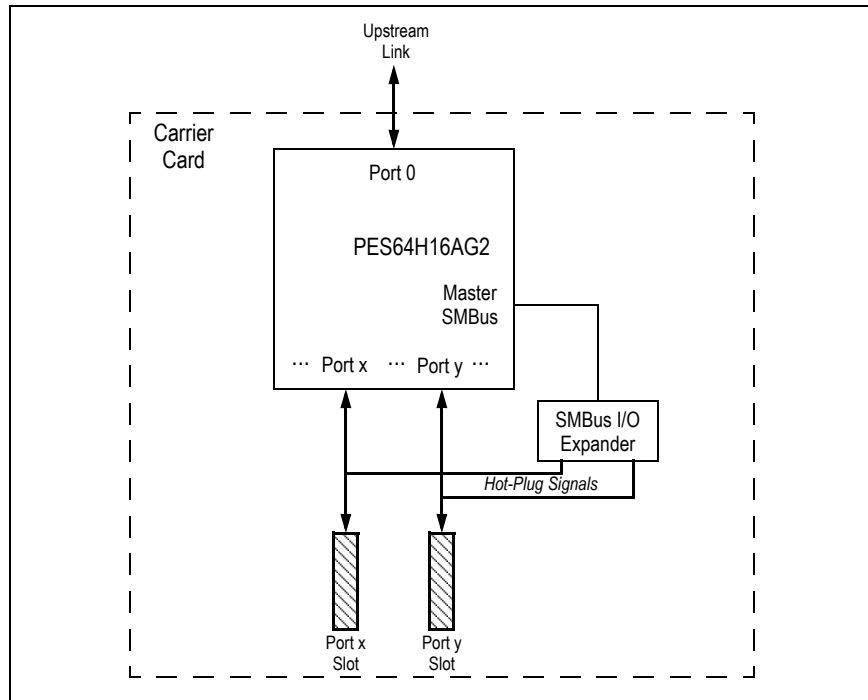 Upstream
Link
Carrier
Card
Port 0
PES64H16AG2
Master
SMBus
... Port x ... Port y ...
SMBus I/O
Expander
Hot-Plug Signals
Port x
Slot
Port y
Slot